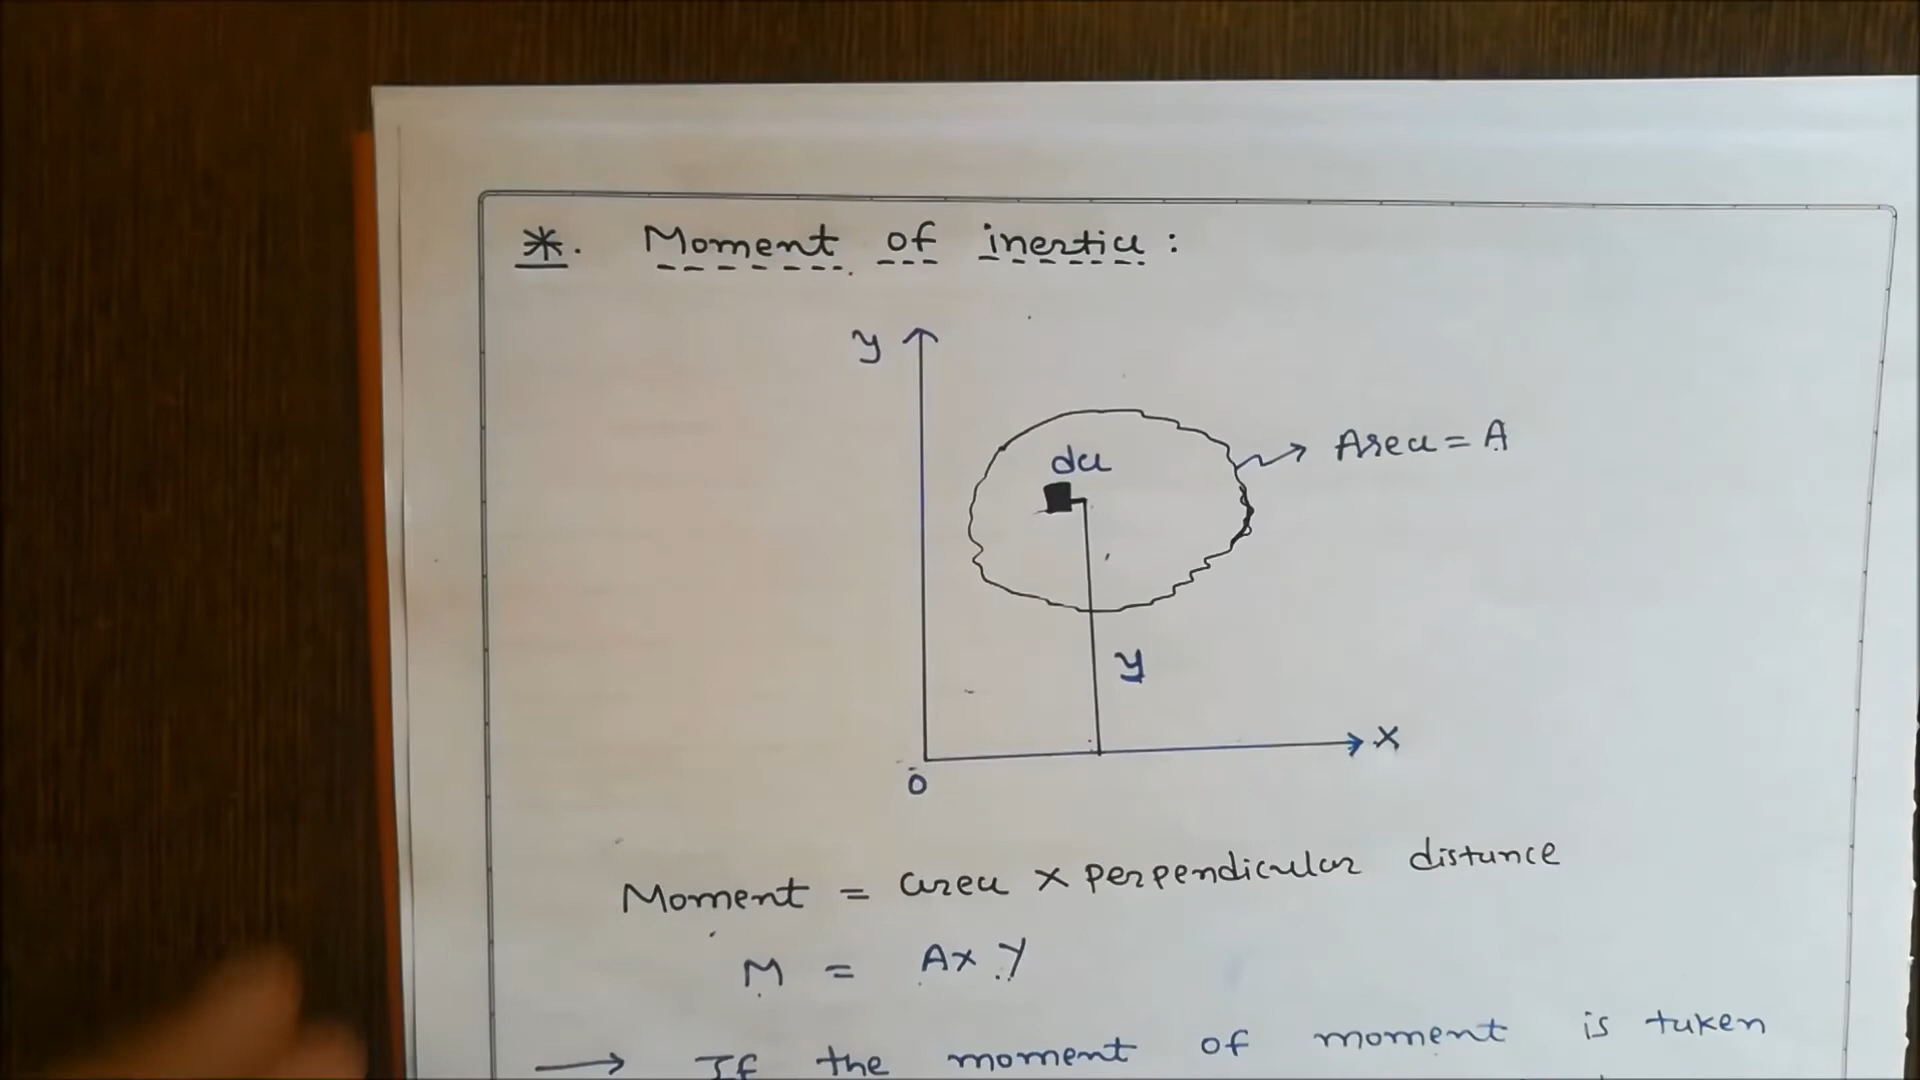 *. Moment of inertia :
y
da
Area = A
y
x
0
Moment = area x perpendicular distance
M = A x y
→ If the moment of moment is taken